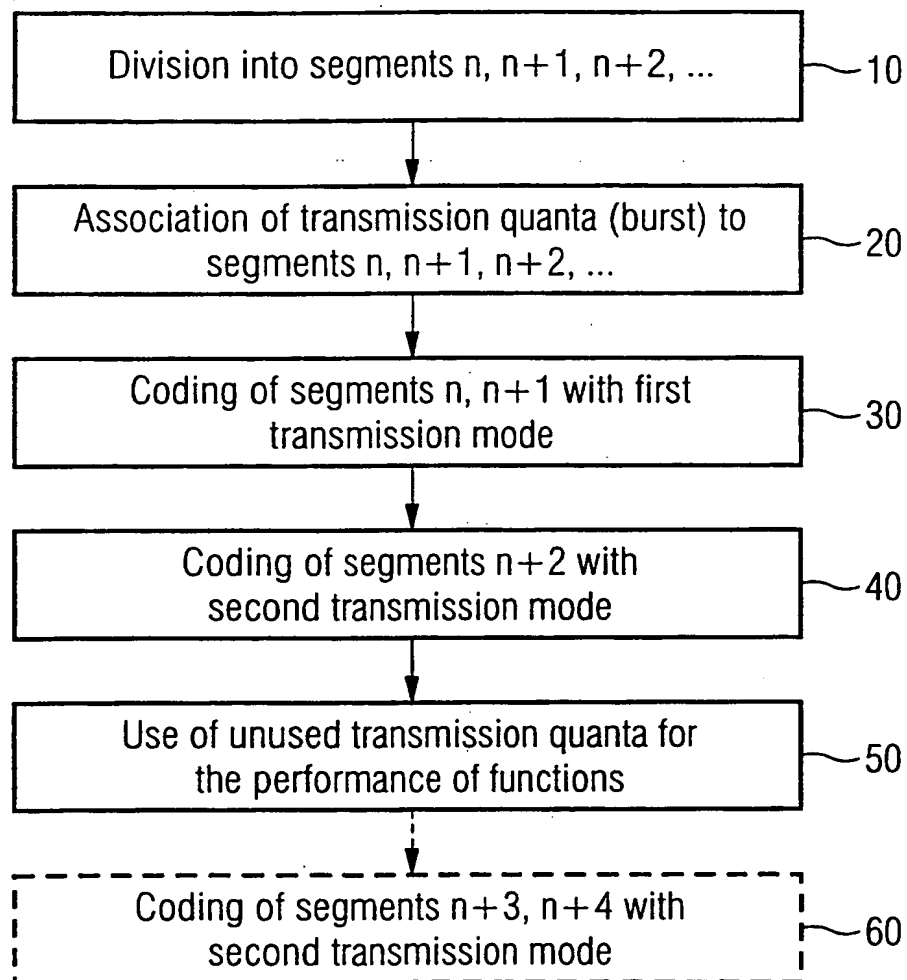 Division into segments n, n+1, n+2, ...
10
Association of transmission quanta (burst) to
segments n, n+1, n+2, ...
20
Coding of segments n, n+1 with first
transmission mode
30
Coding of segments n+2 with
second transmission mode
40
Use of unused transmission quanta for
the performance of functions
50
Coding of segments n+3, n+4 with
second transmission mode
60